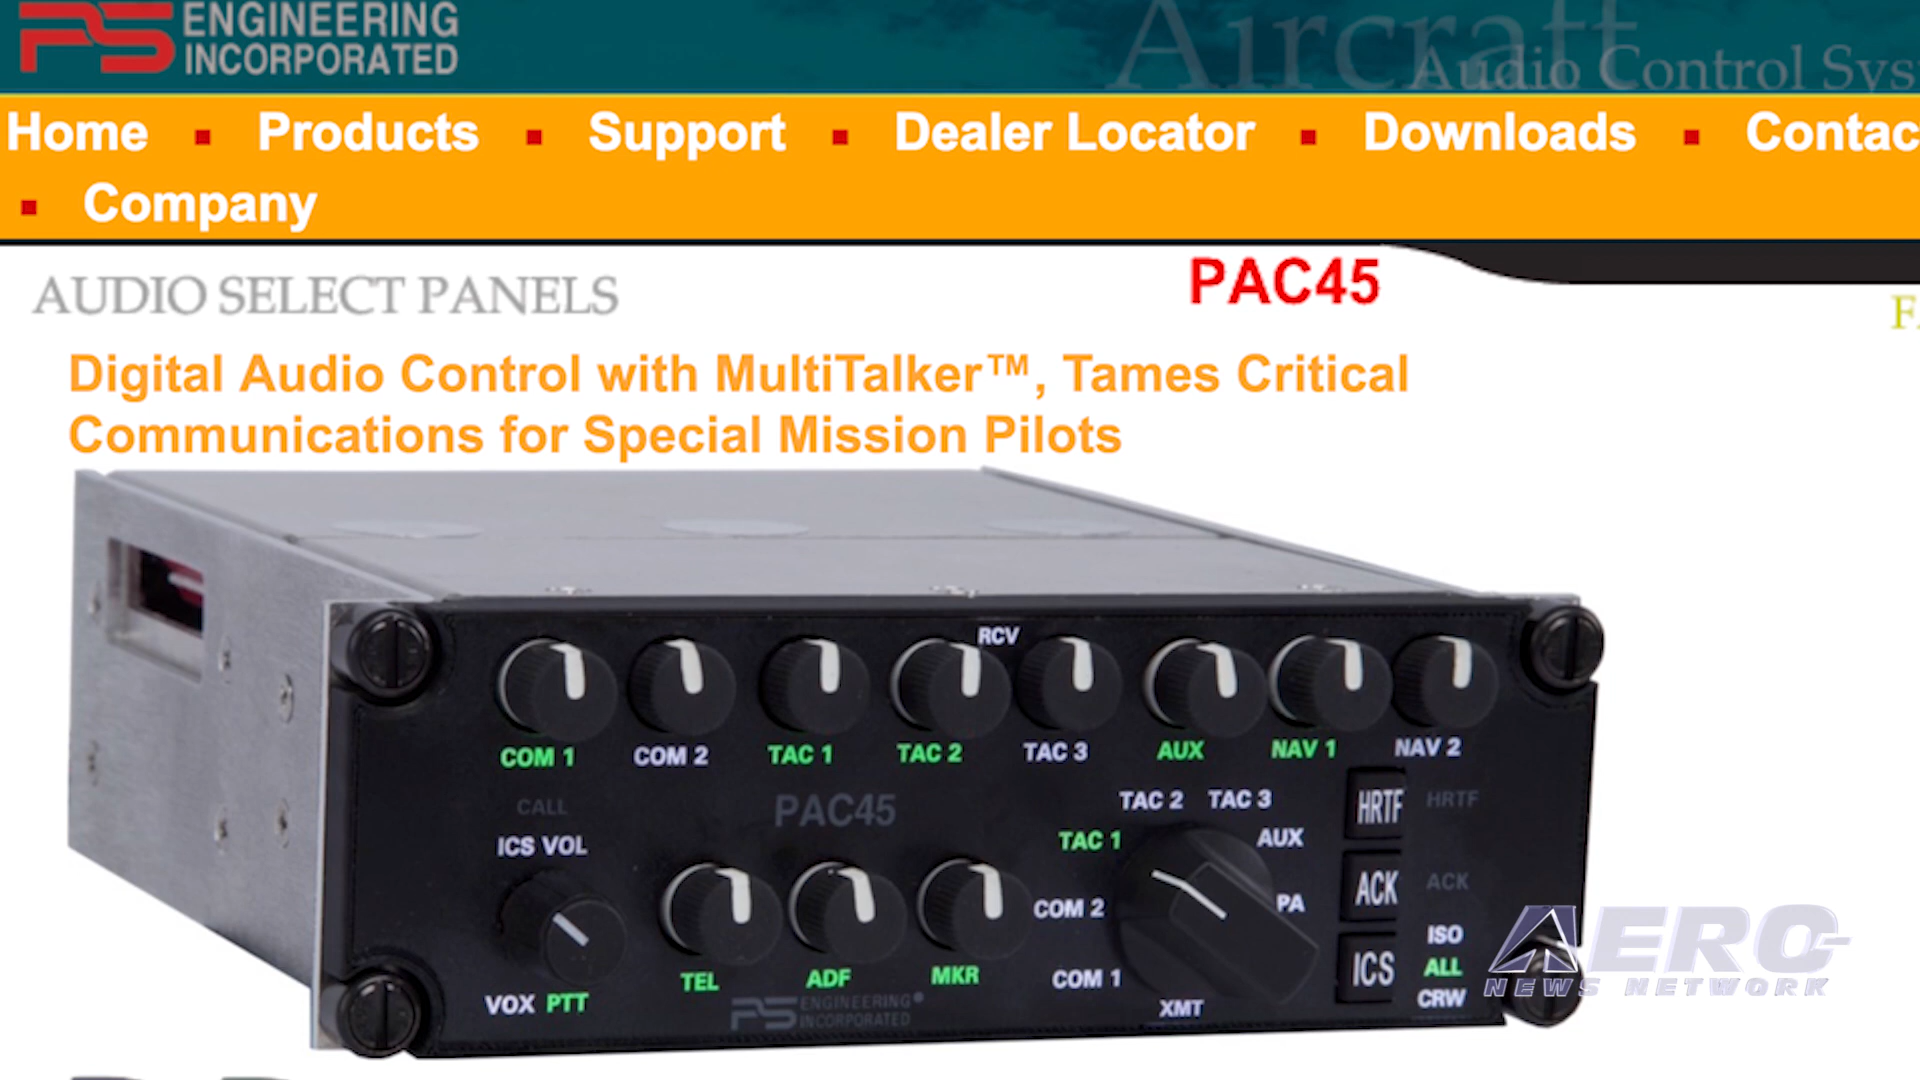 PS ENGINEERING
INCORPORATED
Aircraft
Audio Control Sys
Home ▪ Products ▪ Support ▪ Dealer Locator ▪ Downloads ▪ Contac
▪ Company
AUDIO SELECT PANELS
PAC45
F
Digital Audio Control with MultiTalker™, Tames Critical
Communications for Special Mission Pilots
RCV
COM 1 COM 2 TAC 1 TAC 2 TAC 3 AUX NAV 1 NAV 2
CALL
PAC45
TAC 2 TAC 3
HRTF HRTF
ICS VOL
TAC 1
AUX
ACK ACK
COM 2
PA
ISO
TEL ADF MKR
COM 1
ICS
ALL
VOX PTT
XMT
CRW
PS ENGINEERING®
INCORPORATED
AERO
NEWS NETWORK